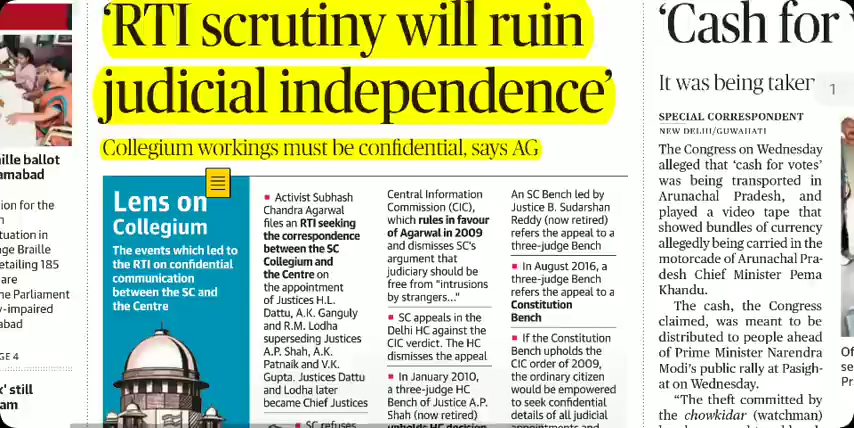 'RTI scrutiny will ruin
judicial independence'
Collegium workings must be confidential, says AG
Lens on
Collegium
The events which led to
the RTI on confidential
communication
between the SC and
the Centre
Activist Subhash
Chandra Agarwal
files an RTI seeking
the correspondence
between the SC
Collegium and
the Centre on
the appointment
of Justices H.L.
Dattu, A.K. Ganguly
and R.M. Lodha
superseding Justices
A.P. Shah, A.K.
Patnaik and V.K.
Gupta. Justices Dattu
and Lodha later
became Chief Justices
SC refuses
Central Information
Commission (CIC),
which rules in favour
of Agarwal in 2009
and dismisses SC's
argument that
judiciary should be
free from "intrusions
by strangers..."
SC appeals in the
Delhi HC against the
CIC verdict. The HC
dismisses the appeal
In January 2010,
a three-judge HC
Bench of Justice A.P.
Shah (now retired)
upholds HC decision
An SC Bench led by
Justice B. Sudarshan
Reddy (now retired)
refers the appeal to a
three-judge Bench
In August 2016, a
three-judge Bench
refers the appeal to a
Constitution
Bench
If the Constitution
Bench upholds the
CIC order of 2009,
the ordinary citizen
would be empowered
to seek confidential
details of all judicial
appointments and
'Cash for
It was being taken
1
SPECIAL CORRESPONDENT
NEW DELHI/GUWAHATI
The Congress on Wednesday
alleged that 'cash for votes'
was being transported in
Arunachal Pradesh, and
played a video tape that
showed bundles of currency
allegedly being carried in the
motorcade of Arunachal Pra-
desh Chief Minister Pema
Khandu.
The cash, the Congress
claimed, was meant to be
distributed to people ahead
of Prime Minister Narendra
Modi's public rally at Pasigh-
at on Wednesday.
"The theft committed by
the chowkidar (watchman)
ille ballot
amabad
ion for the
n
tuation in
ge Braille
etailing 185
are
he Parliament
y-impaired
abad
GE 4
k' still
am
Of
se
Pr